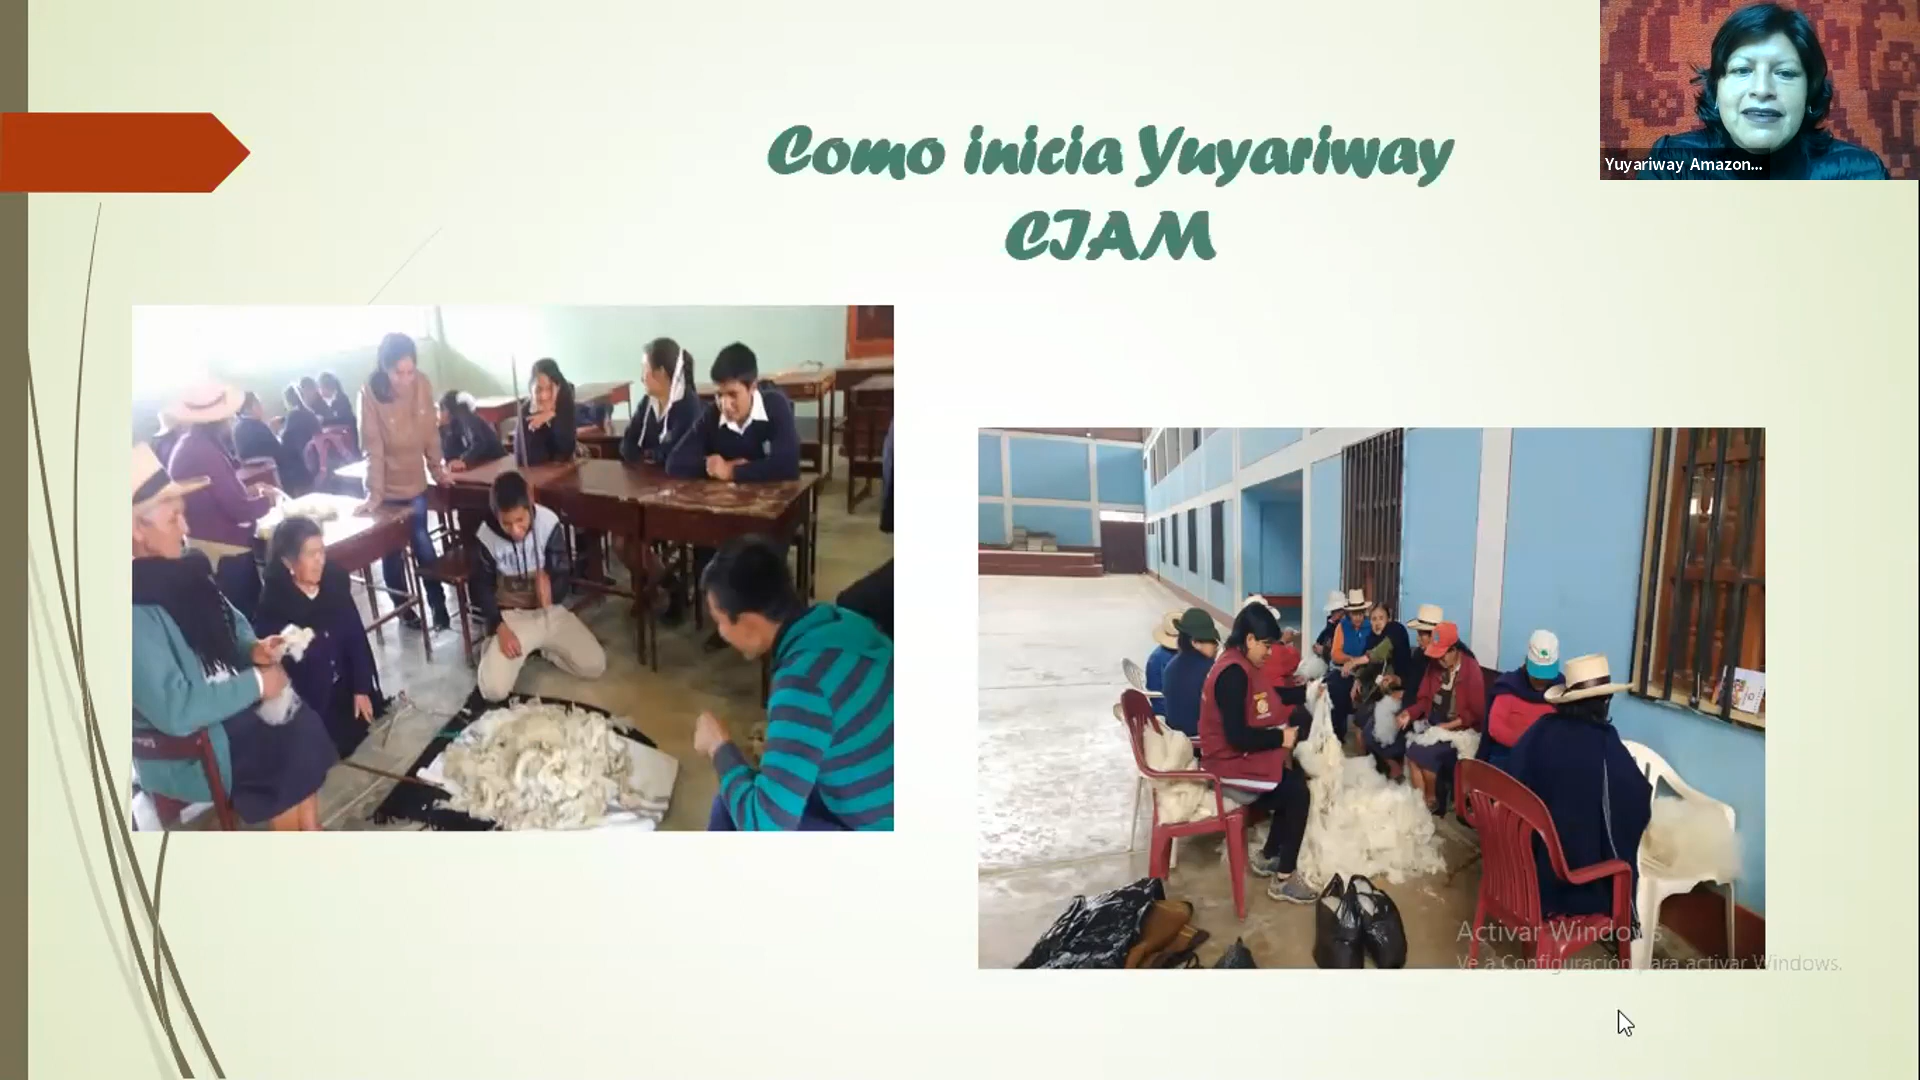 Como inicia Yuyariway
CIAM
Yuyariway Amazon...
Activar Windows
Ve a Configuración para activar Windows.